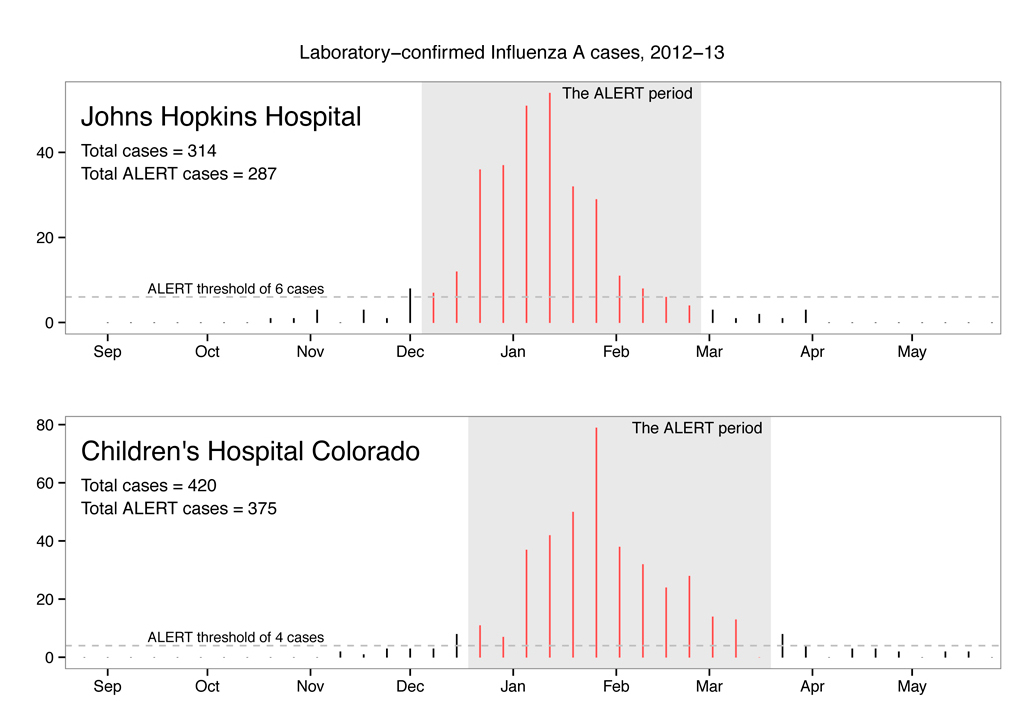 Laboratory−confirmed Influenza A cases, 2012−13
The ALERT period
Johns Hopkins Hospital
Total cases = 314
Total ALERT cases = 287
40
20
0
ALERT threshold of 6 cases
Sep Oct Nov Dec Jan Feb Mar Apr May
The ALERT period
Children's Hospital Colorado
Total cases = 420
Total ALERT cases = 375
80
60
40
20
0
ALERT threshold of 4 cases
Sep Oct Nov Dec Jan Feb Mar Apr May